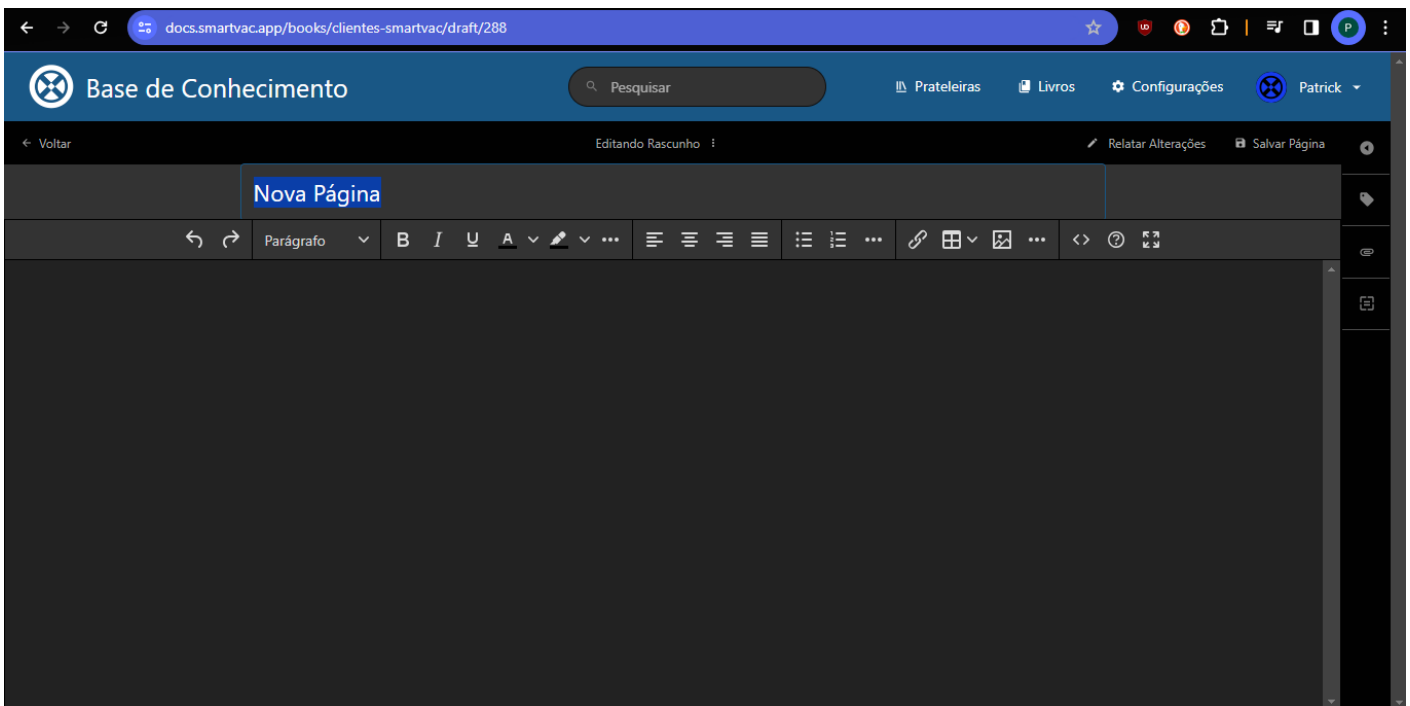 docs.smartvac.app/books/clientes-smartvac/draft/288
Base de Conhecimento
Pesquisar
Prateleiras
Livros
Configurações
Patrick
Voltar
Editando Rascunho
Relatar Alterações
Salvar Página
Nova Página
Parágrafo
B I U A
P